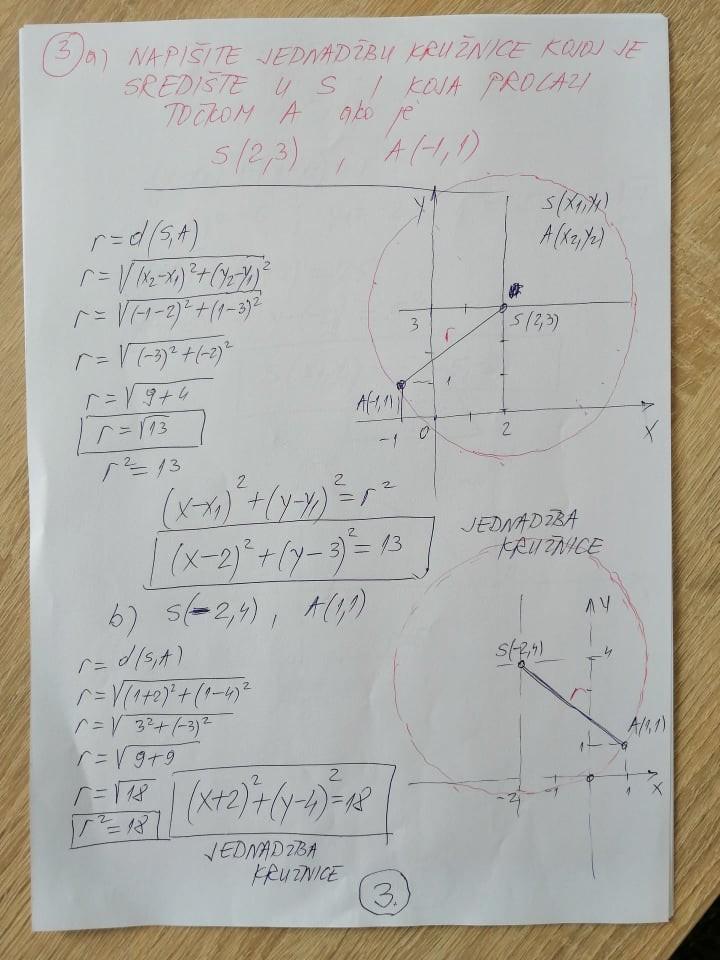 3 a) NAPIŠITE JEDNADŽBU KRUŽNICE KOJOJ JE
SREDIŠTE U S I KOJA PROLAZI
TOČKOM A ako je
S(2,3) , A(-1,1)
r = d(S,A)
r = √(x₂-x₁)²+(y₂-y₁)²
r = √(-1-2)²+(1-3)²
r = √(-3)²+(-2)²
r = √9+4
r = √13
r² = 13
y
S(x₁,y₁)
A(x₂,y₂)
3
r
S(2,3)
1
A(-1,1)
-1
0
2
x
(x-x₁)²+(y-y₁)²=r²
(x-2)²+(y-3)²=13
JEDNADŽBA
KRUŽNICE
b) S(-2,4) , A(1,1)
r = d(S,A)
r = √(1+2)²+(1-4)²
r = √3²+(-3)²
r = √9+9
r = √18
r² = 18
(x+2)²+(y-4)²=18
JEDNADŽBA
KRUŽNICE
y
S(-2,4)
4
r
A(1,1)
1
-2
-1
1
x
3.